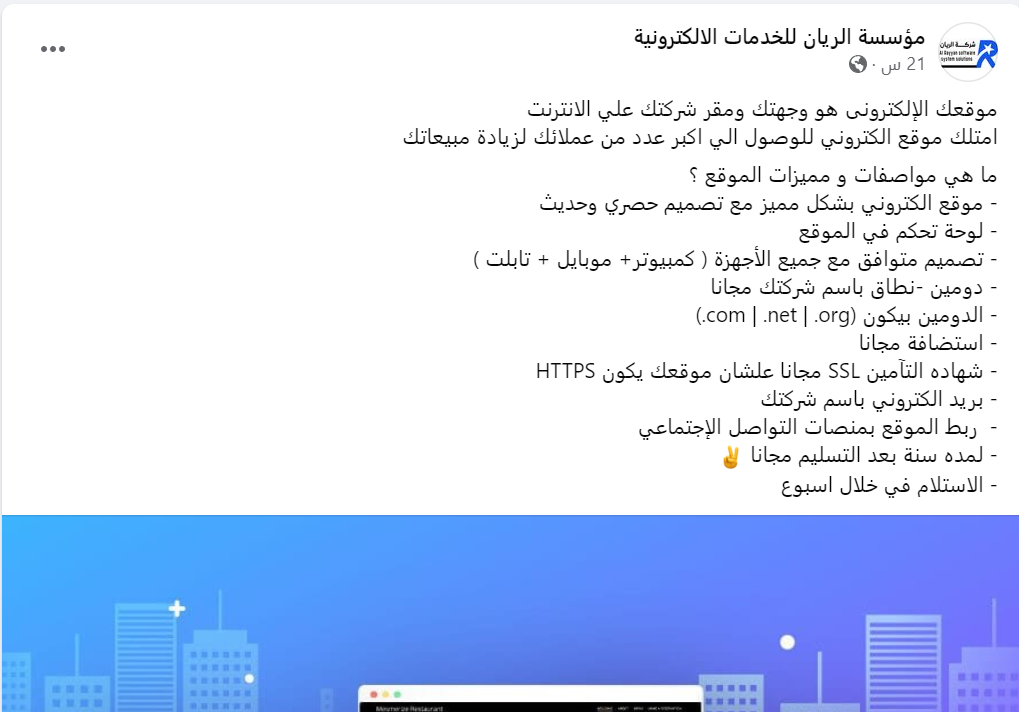 مؤسسة الريان للخدمات الالكترونية
21 س ·
شركة الريان
Al Rayyan software
system solutions
موقعك الإلكترونى هو وجهتك ومقر شركتك علي الانترنت
امتلك موقع الكتروني للوصول الي اكبر عدد من عملائك لزيادة مبيعاتك
ما هي مواصفات و مميزات الموقع ؟
- موقع الكتروني بشكل مميز مع تصميم حصري وحديث
- لوحة تحكم في الموقع
- تصميم متوافق مع جميع الأجهزة ( كمبيوتر+ موبايل + تابلت )
- دومين -نطاق باسم شركتك مجانا
- الدومين بيكون (com | .net | .org.)
- استضافة مجانا
- شهاده التآمين SSL مجانا علشان موقعك يكون HTTPS
- بريد الكتروني باسم شركتك
- ربط الموقع بمنصات التواصل الإجتماعي
- لمده سنة بعد التسليم مجانا ✌
- الاستلام في خلال اسبوع
Mesmerize Restaurant